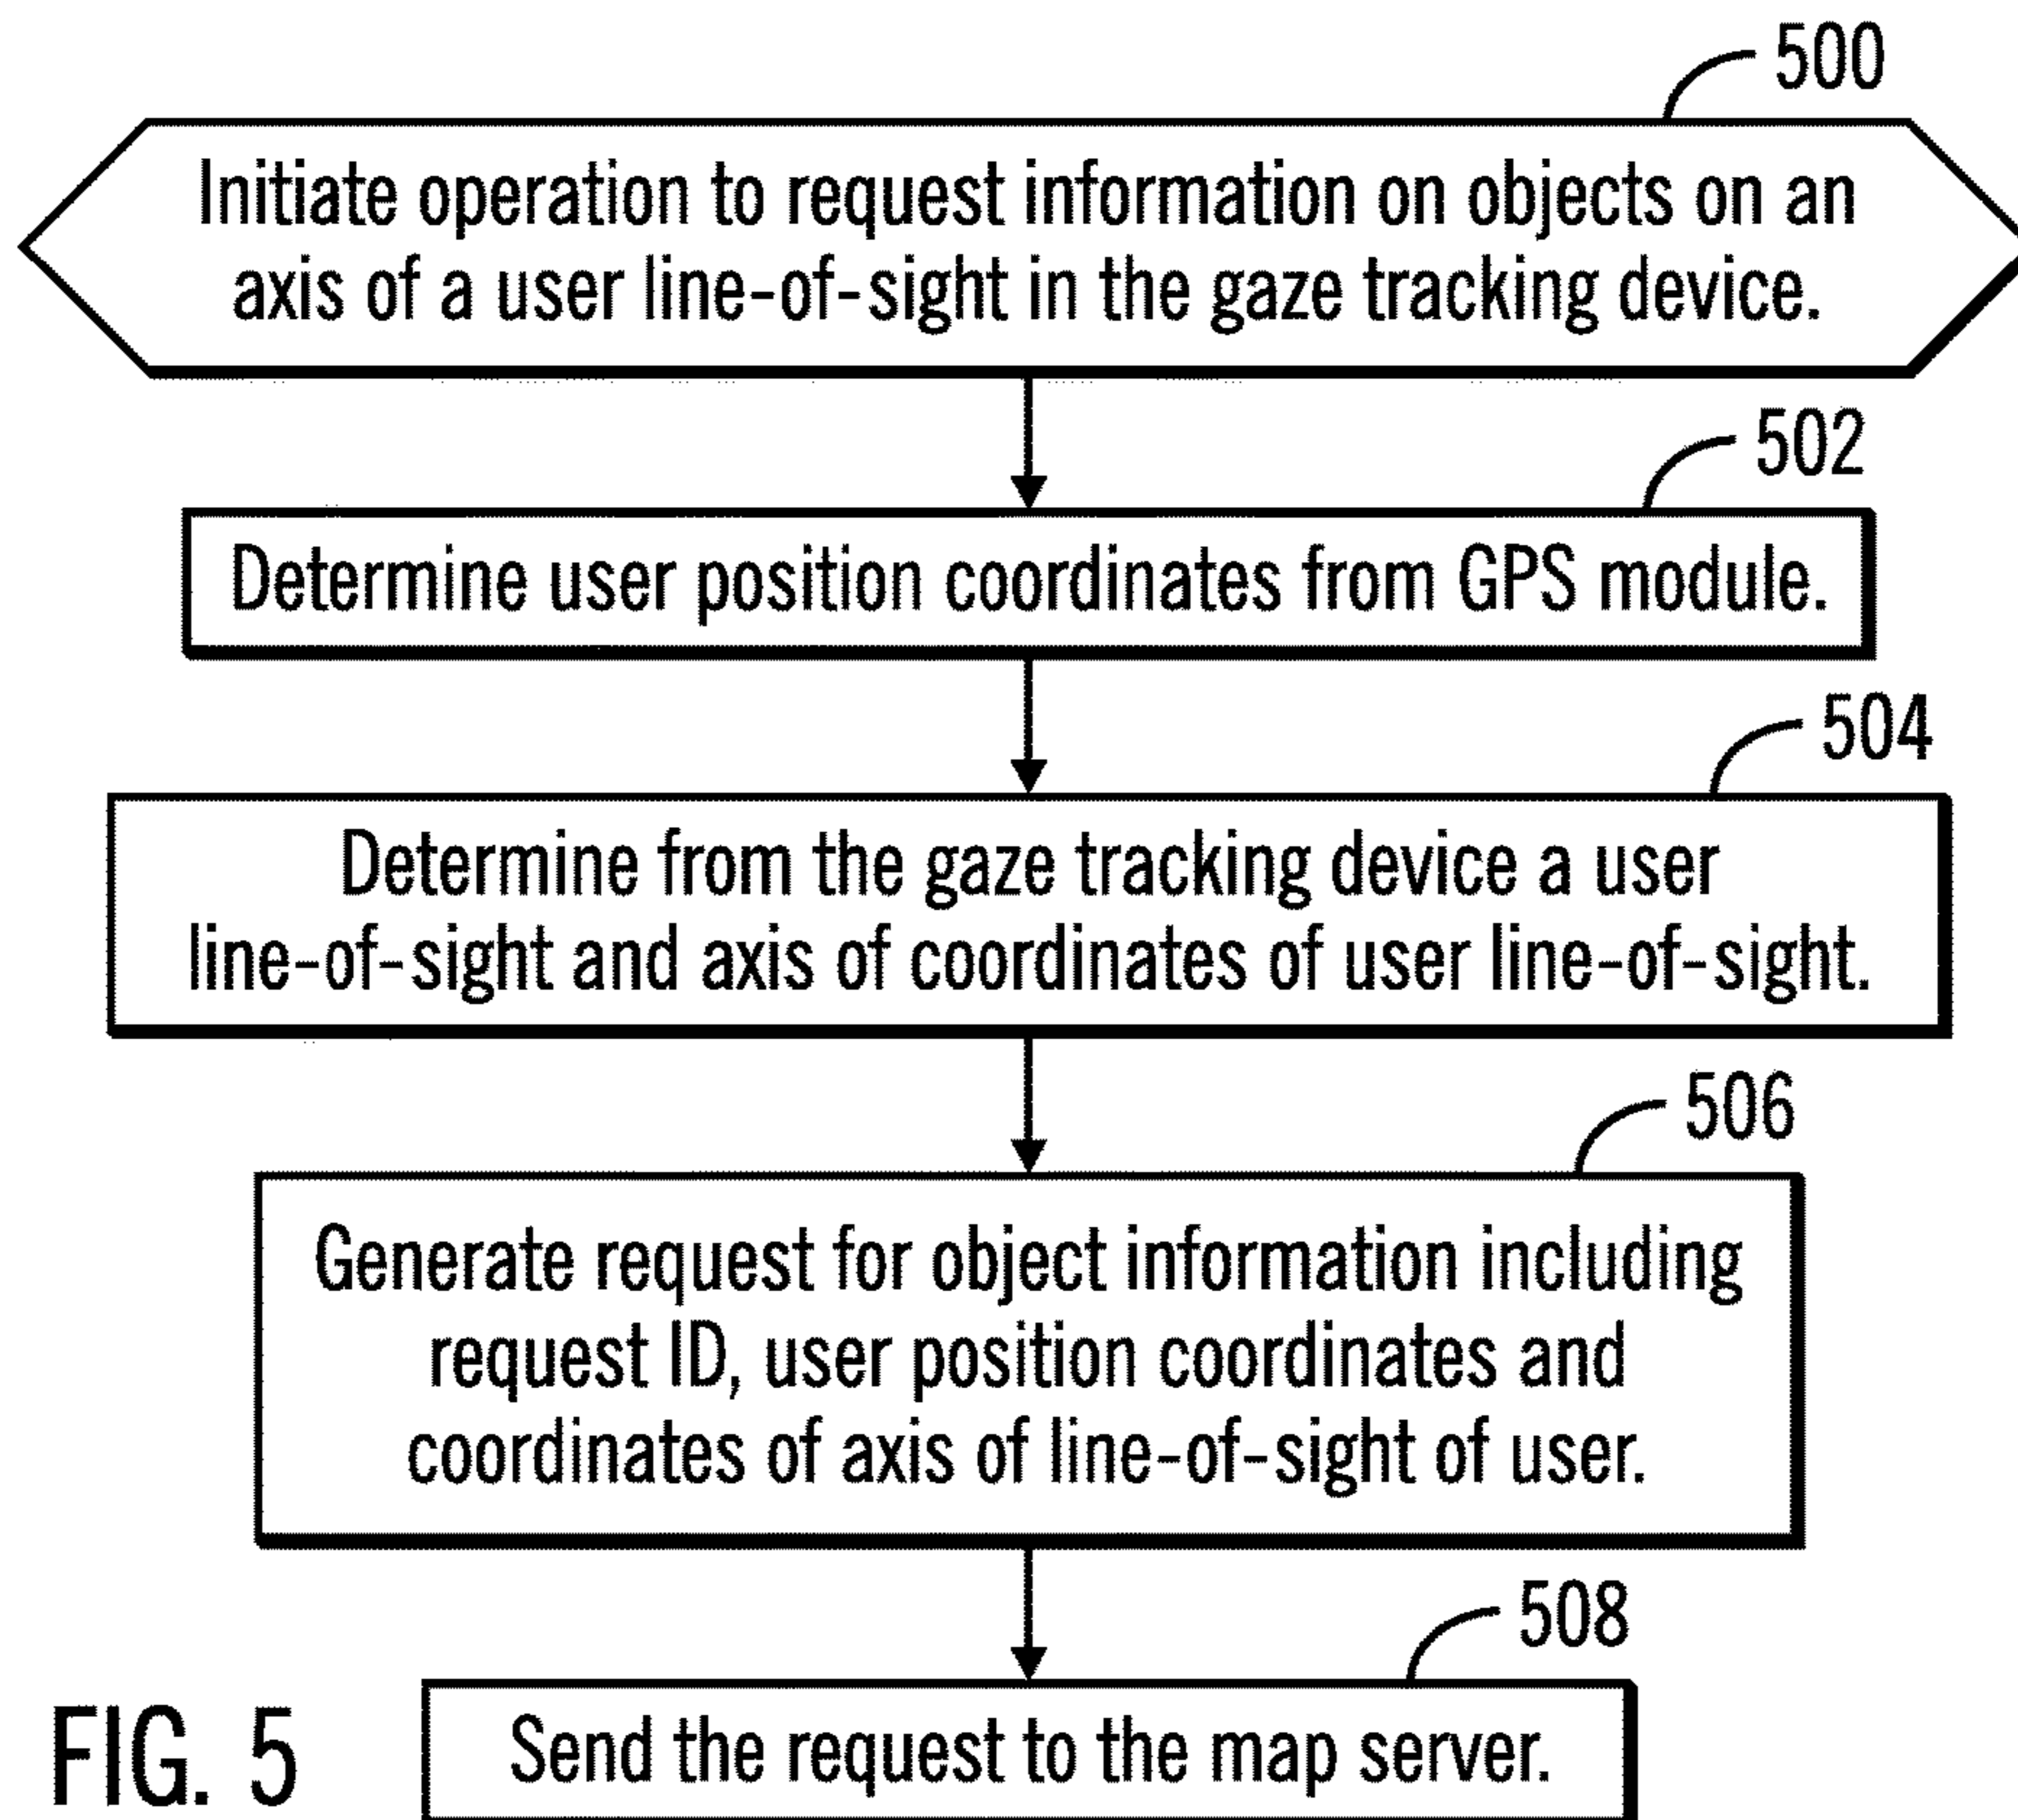 500
Initiate operation to request information on objects on an
axis of a user line-of-sight in the gaze tracking device.
502
Determine user position coordinates from GPS module.
504
Determine from the gaze tracking device a user
line-of-sight and axis of coordinates of user line-of-sight.
506
Generate request for object information including
request ID, user position coordinates and
coordinates of axis of line-of-sight of user.
508
Send the request to the map server.
FIG. 5